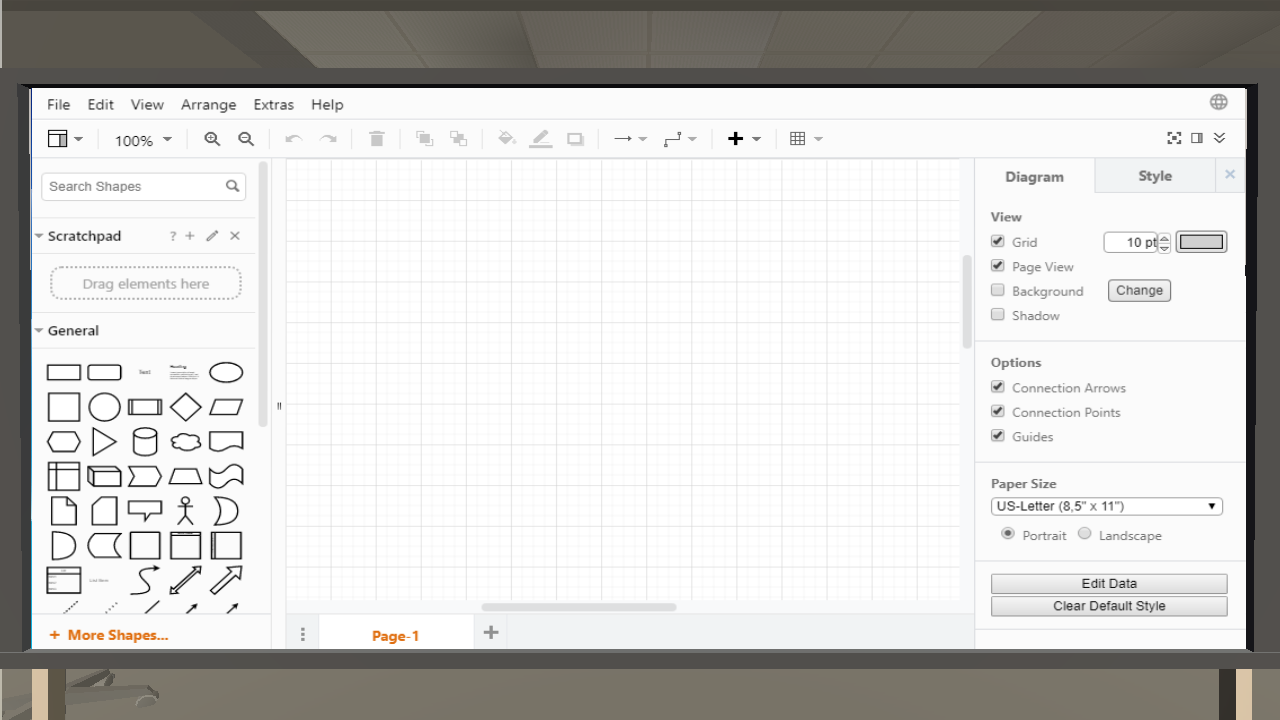 File Edit View Arrange Extras Help
100%
Search Shapes
Scratchpad ? + ✕
Drag elements here
General
Text
Heading
+ More Shapes...
Page-1
Diagram Style
View
Grid 10 pt
Page View
Background Change
Shadow
Options
Connection Arrows
Connection Points
Guides
Paper Size
US-Letter (8,5" x 11")
Portrait Landscape
Edit Data
Clear Default Style